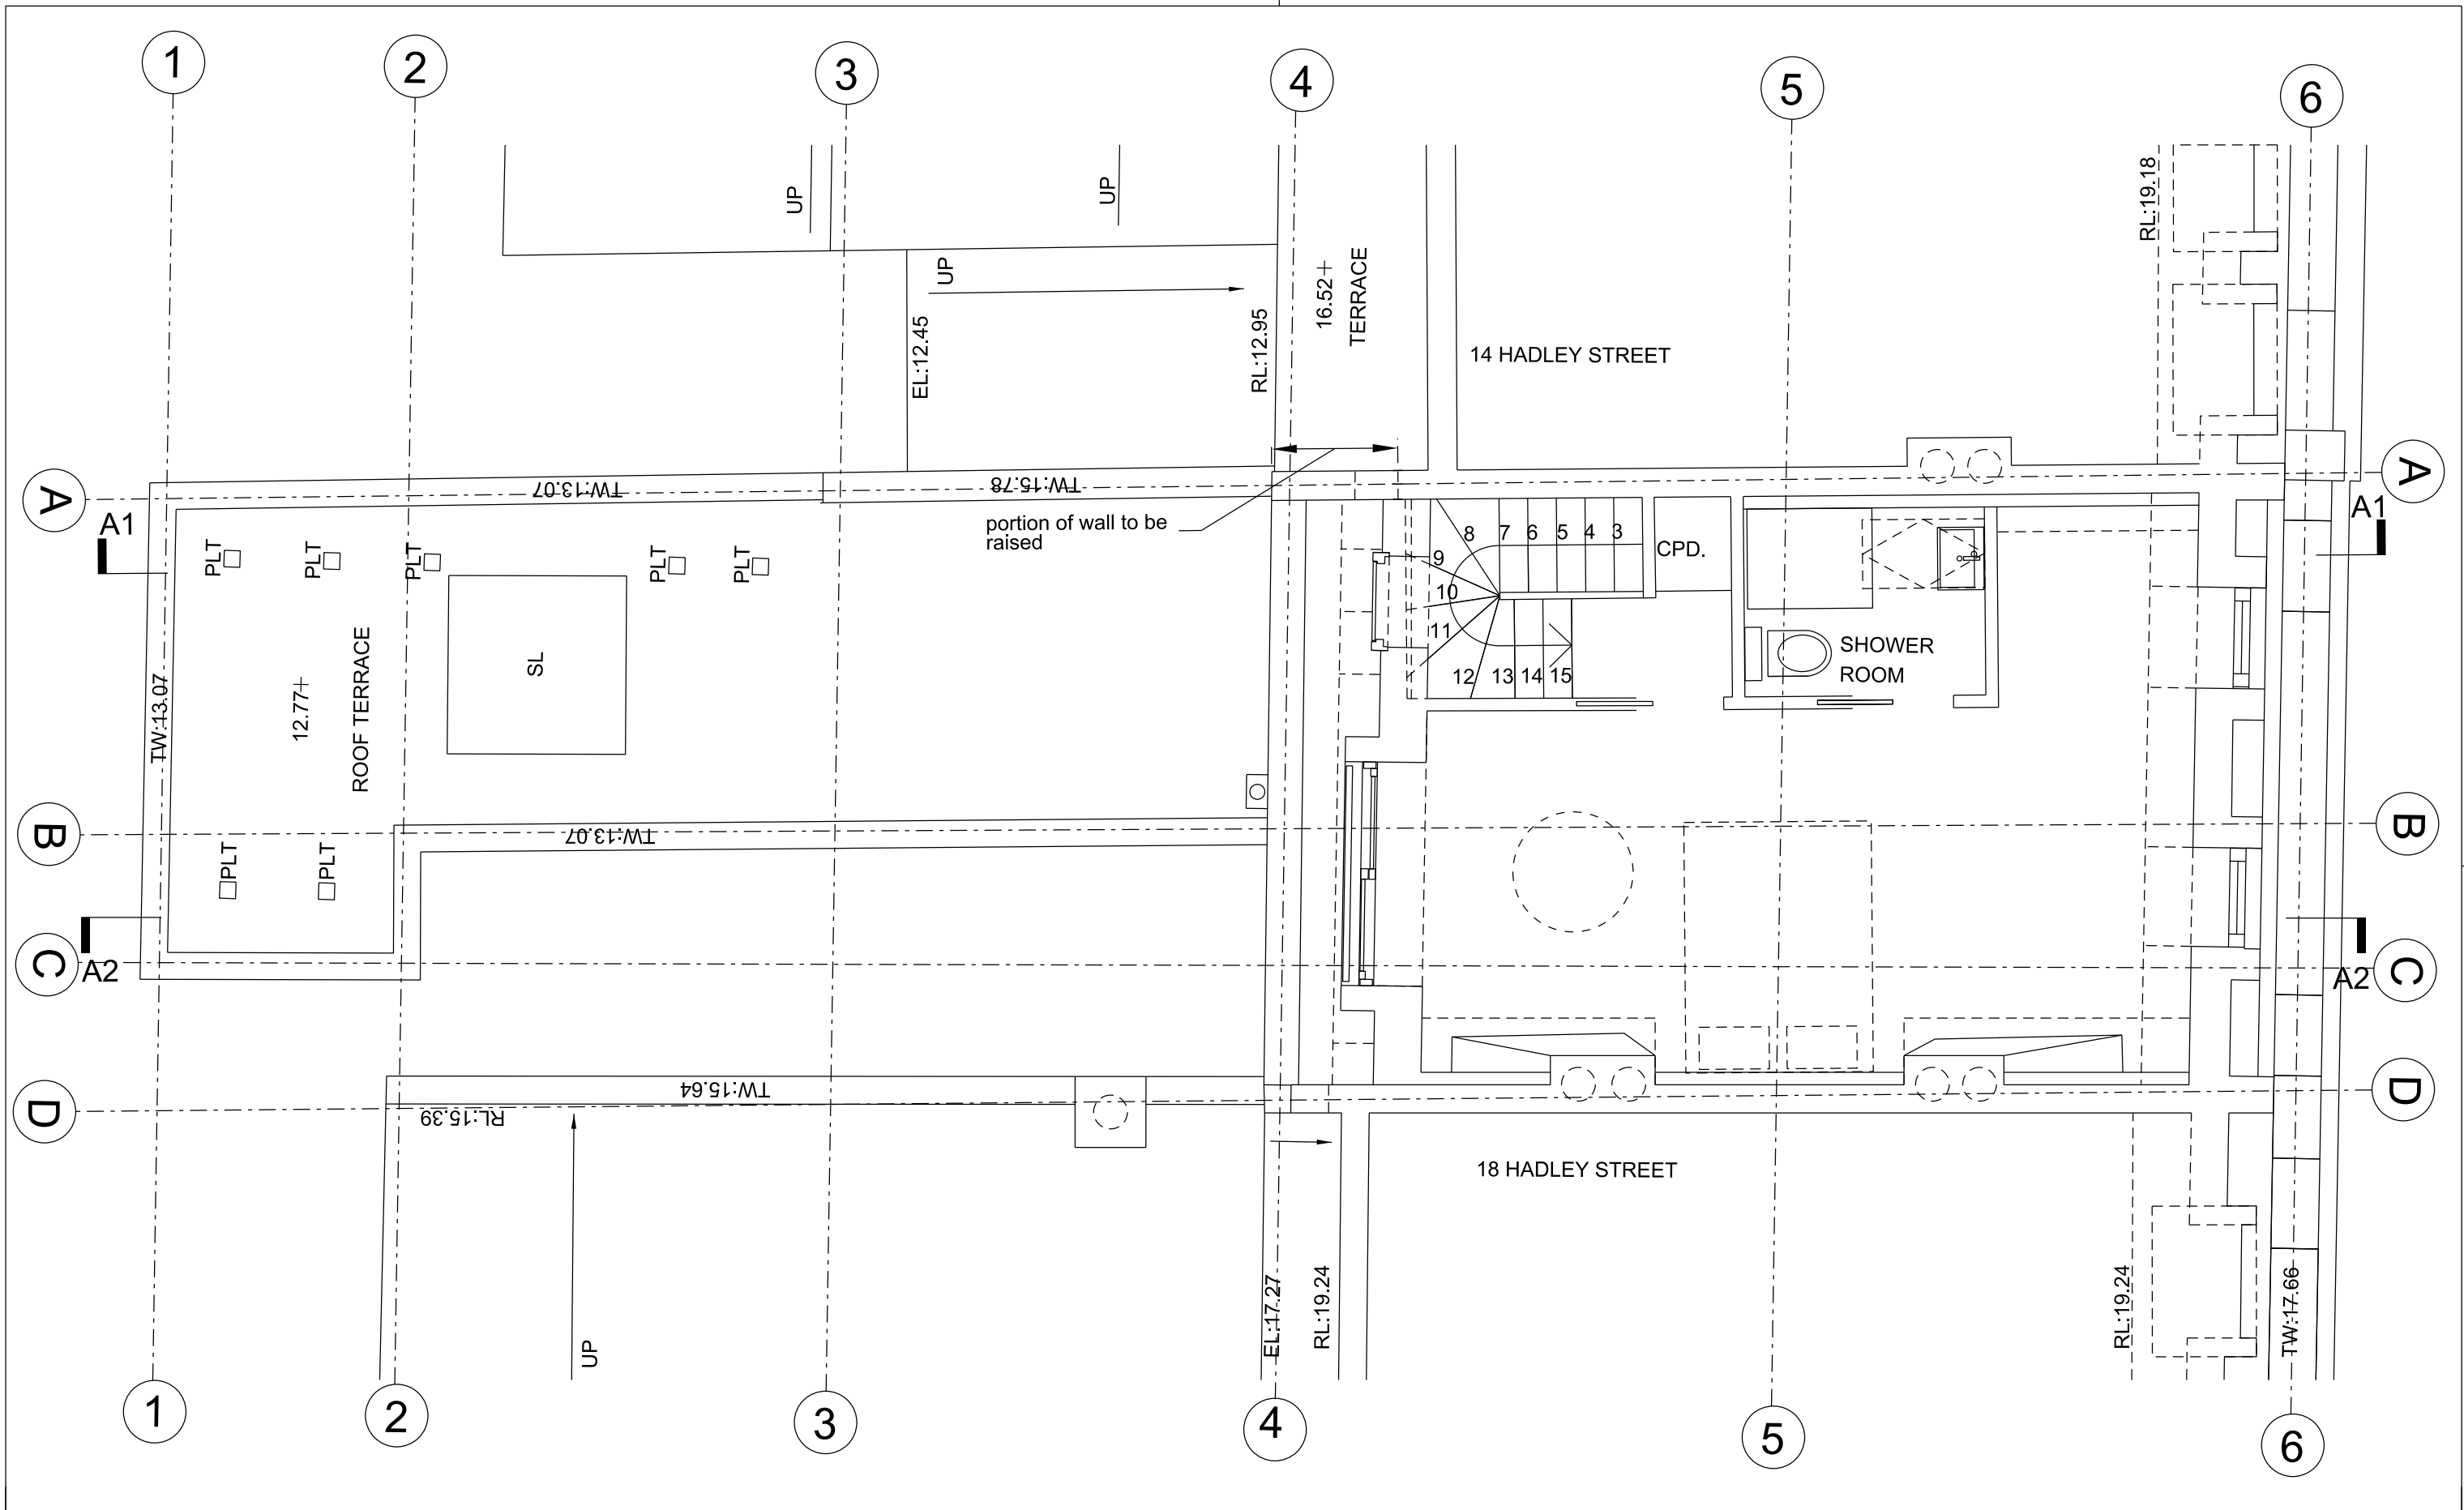 1
2
3
4
5
6
UP
UP
UP
EL:12.45
RL:12.95
16.52+
TERRACE
14 HADLEY STREET
RL:19.18
A
A
A1
A1
TW:13.07
TW:15.78
portion of wall to be
raised
PLT
PLT
PLT
PLT
PLT
8
7
6
5
4
3
9
10
11
12
13
14
15
CPD.
SHOWER
ROOM
SL
TW:13.07
12.77+
ROOF TERRACE
B
B
TW:13.07
PLT
PLT
C
C
A2
A2
D
D
TW:15.64
RL:15.39
18 HADLEY STREET
UP
EL:17.27
RL:19.24
RL:19.24
TW:17.66
1
2
3
4
5
6